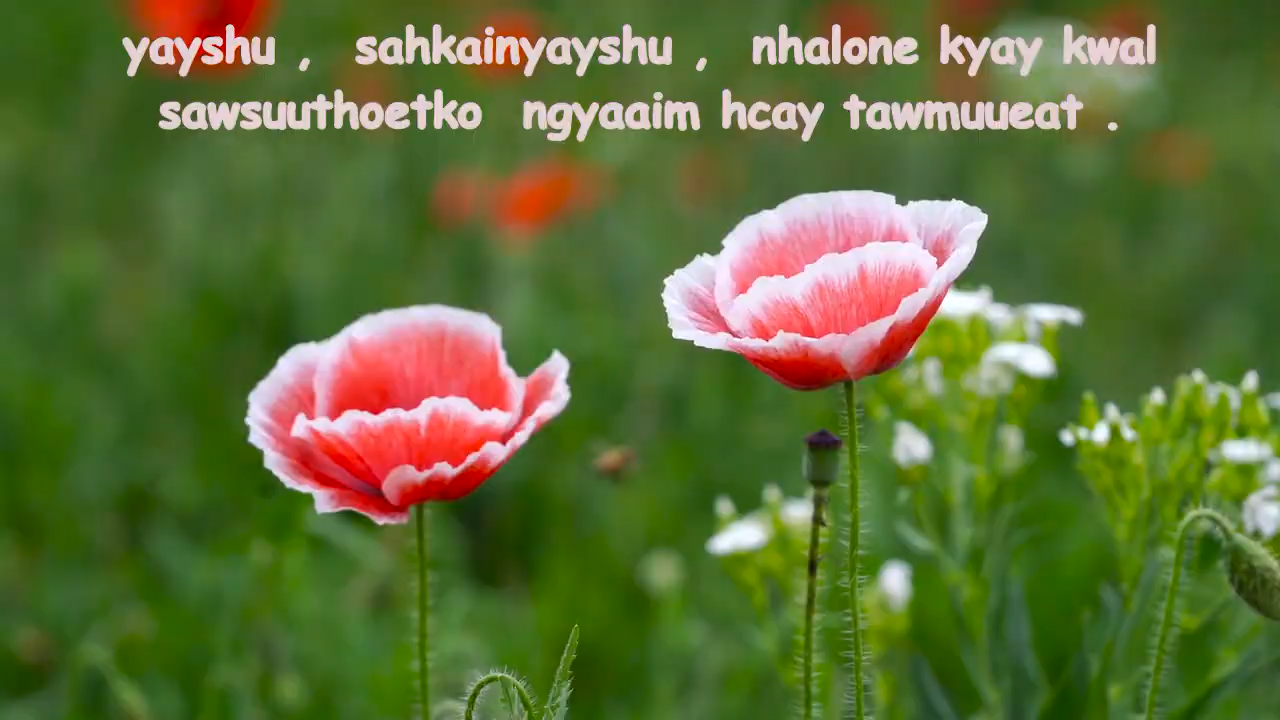 yayshu , sahkainyayshu , nhalone kyay kwal
sawsuuthoetko ngyaaim hcay tawmuueat .